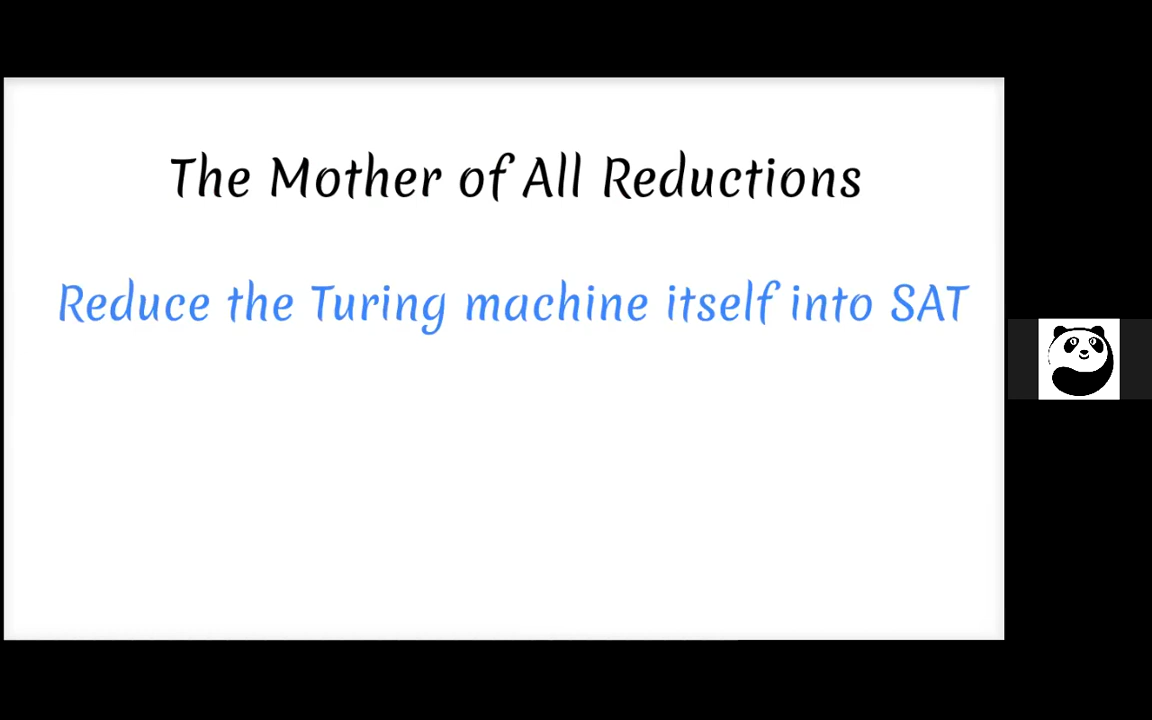 The Mother of All Reductions
Reduce the Turing machine itself into SAT